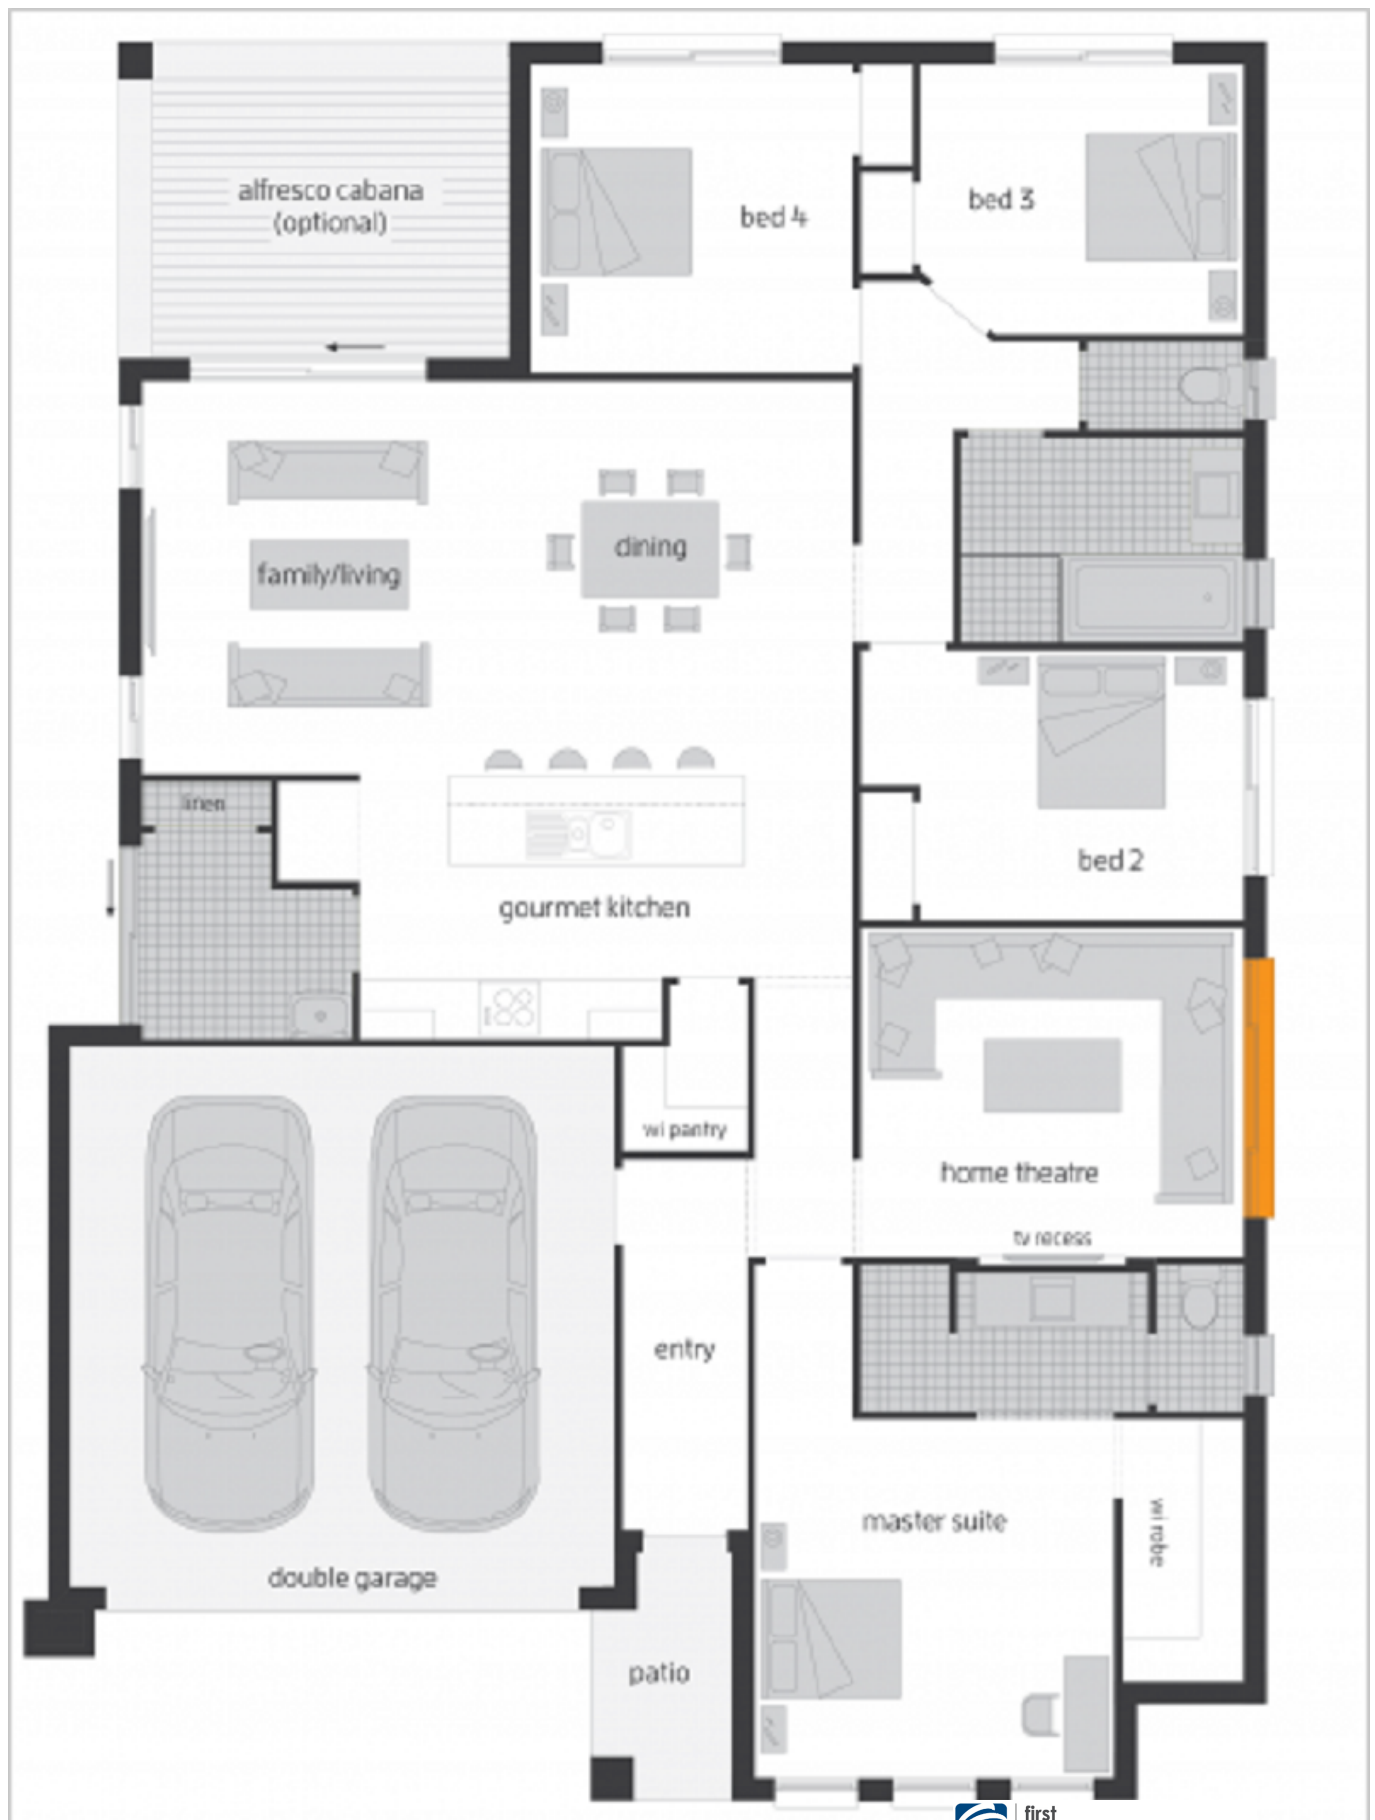 alfresco cabana
(optional)
bed 4
bed 3
dining
family/living
linen
bed 2
gourmet kitchen
wi pantry
home theatre
tv recess
entry
master suite
wi robe
double garage
patio
first